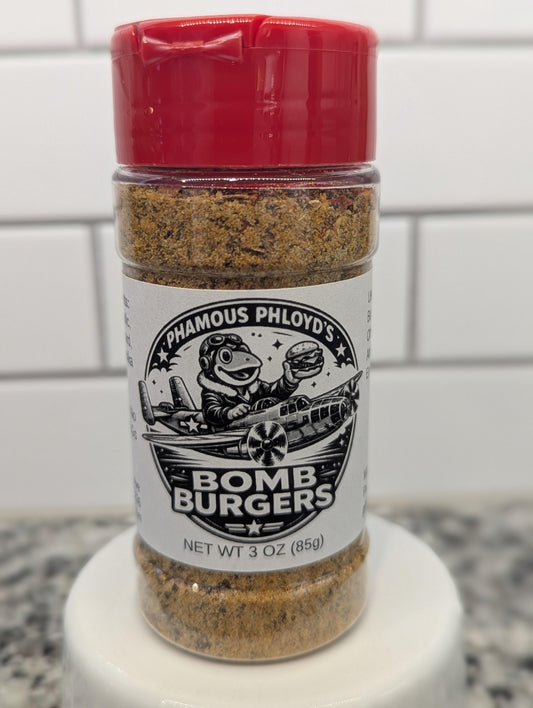 PHAMOUS PHLOYD'S
BOMB
BURGERS
NET WT 3 OZ (85g)